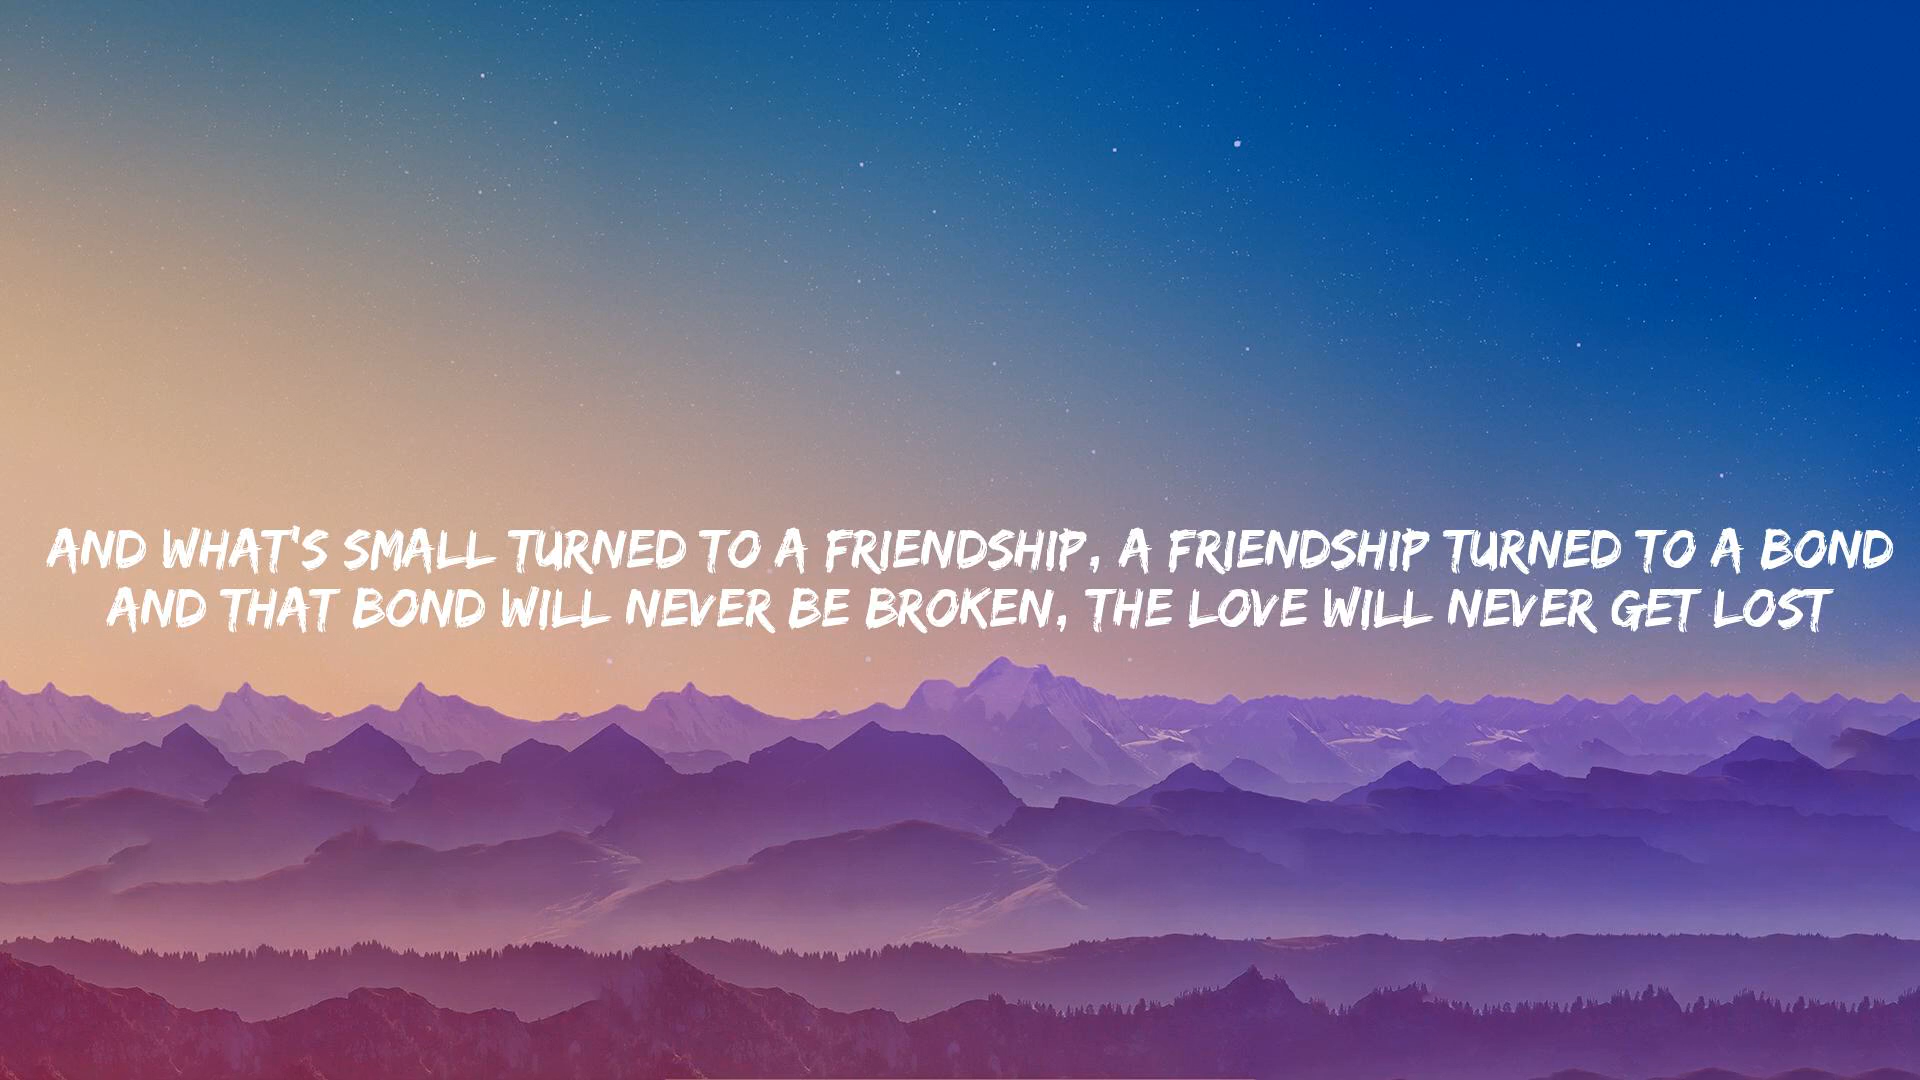 AND WHAT'S SMALL TURNED TO A FRIENDSHIP, A FRIENDSHIP TURNED TO A BOND
AND THAT BOND WILL NEVER BE BROKEN, THE LOVE WILL NEVER GET LOST